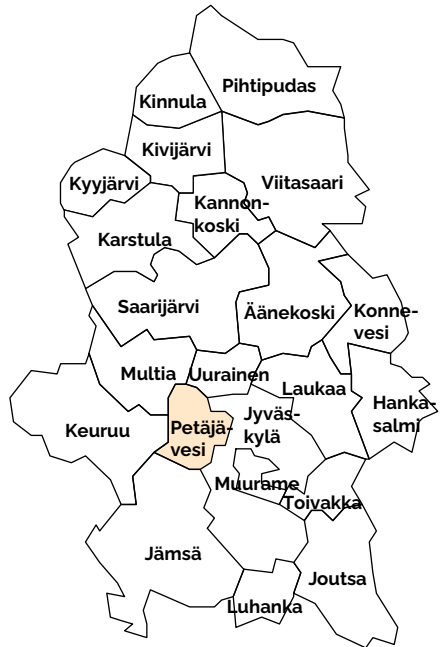 Pihtipudas
Kinnula
Kivijärvi
Kyyjärvi
Viitasaari
Kannon-
koski
Karstula
Saarijärvi
Äänekoski
Konne-
vesi
Multia
Uurainen
Laukaa
Hanka-
salmi
Keuruu
Petäjä-
vesi
Jyväs-
kylä
Muurame
Toivakka
Jämsä
Joutsa
Luhanka